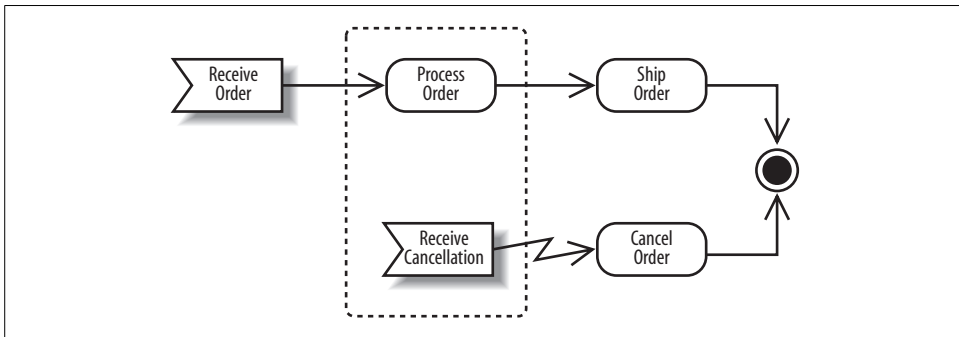 Receive
Order
Process
Order
Ship
Order
Receive
Cancellation
Cancel
Order